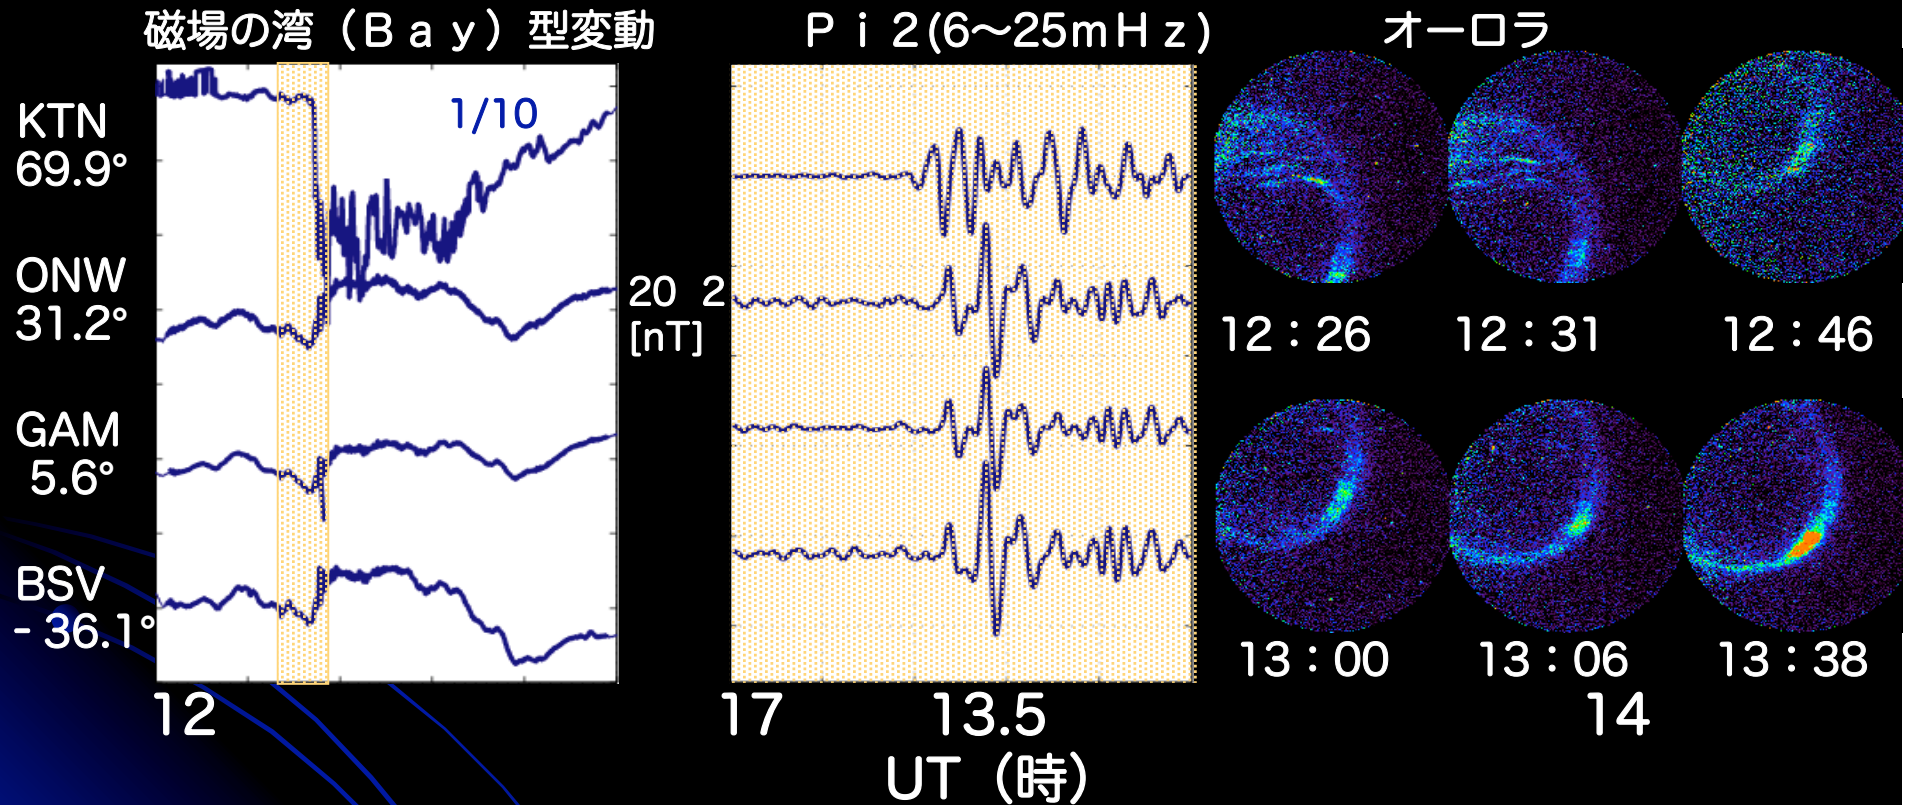 磁場の湾（Ｂａｙ）型変動
Ｐｉ２(6～25ｍＨｚ)
オーロラ
KTN
69.9°
1/10
ONW
31.2°
20 2
[nT]
GAM
5.6°
BSV
- 36.1°
12：26
12：31
12：46
13：00
13：06
13：38
12
17
13.5
14
UT（時）